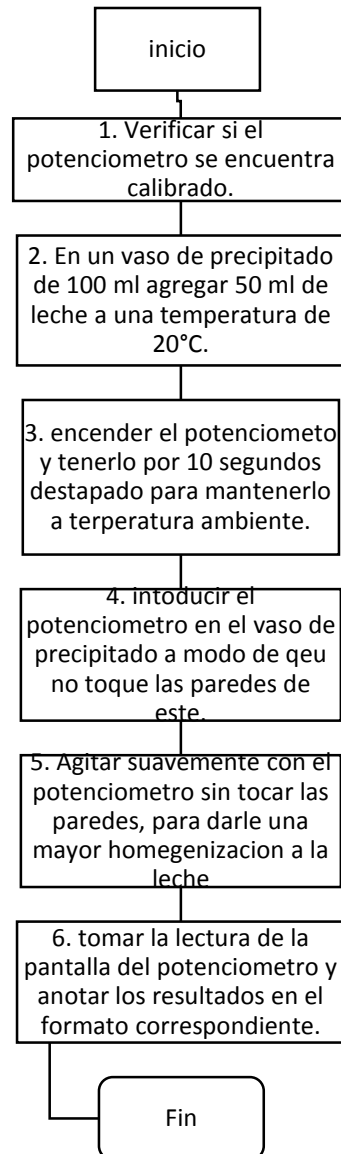 inicio
1. Verificar si el
potenciometro se encuentra
calibrado.
2. En un vaso de precipitado
de 100 ml agregar 50 ml de
leche a una temperatura de
20°C.
3. encender el potenciometo
y tenerlo por 10 segundos
destapado para mantenerlo
a terperatura ambiente.
4. intoducir el
potenciometro en el vaso de
precipitado a modo de qeu
no toque las paredes de
este.
5. Agitar suavemente con el
potenciometro sin tocar las
paredes, para darle una
mayor homegenizacion a la
leche
6. tomar la lectura de la
pantalla del potenciometro y
anotar los resultados en el
formato correspondiente.
Fin